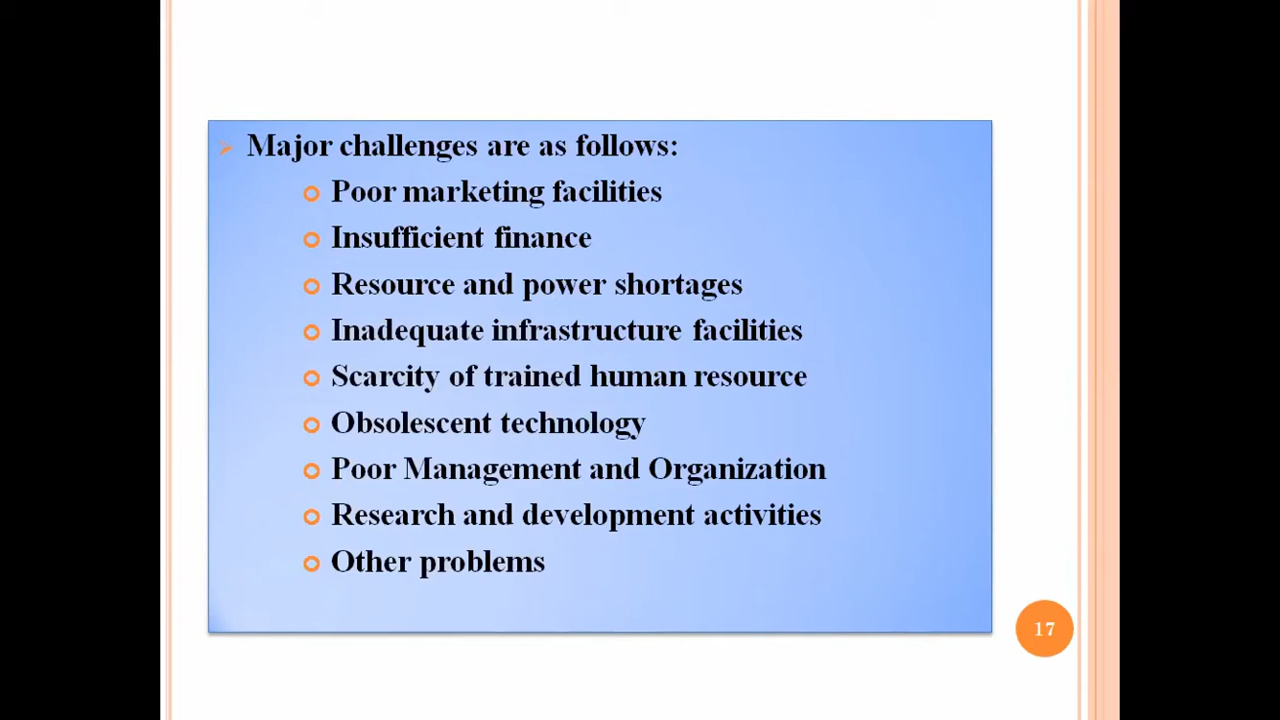 Major challenges are as follows:
Poor marketing facilities
Insufficient finance
Resource and power shortages
Inadequate infrastructure facilities
Scarcity of trained human resource
Obsolescent technology
Poor Management and Organization
Research and development activities
Other problems
17